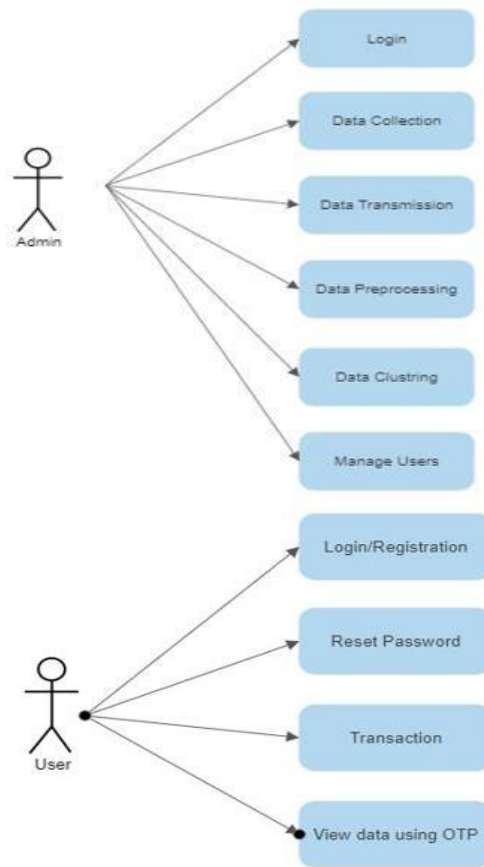 Login
Data Collection
Data Transmission
Admin
Data Preprocessing
Data Clustring
Manage Users
Login/Registration
Reset Password
User
Transaction
View data using OTP